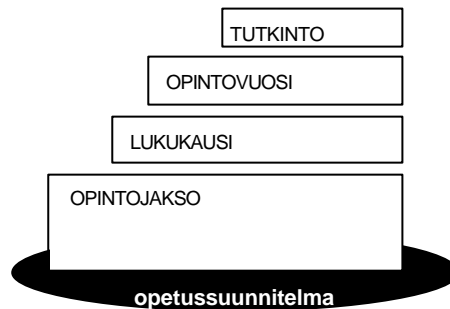 TUTKINTO
OPINTOVUOSI
LUKUKAUSI
OPINTOJAKSO
opetussuunnitelma